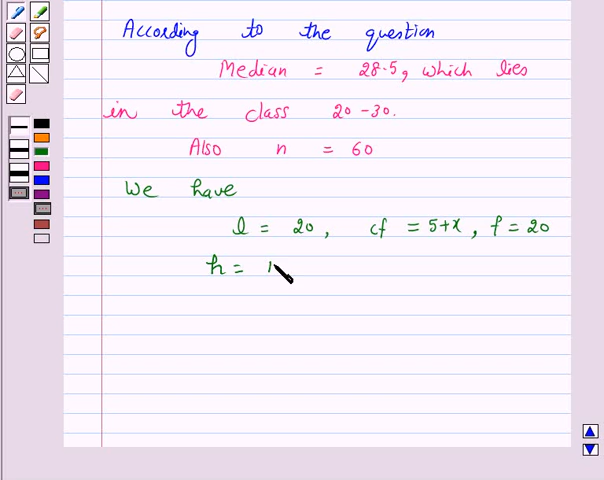 According to the question
Median = 28.5, which lies
in the class 20-30.
Also n = 60
We have
l = 20, cf = 5+x, f = 20
h = 1